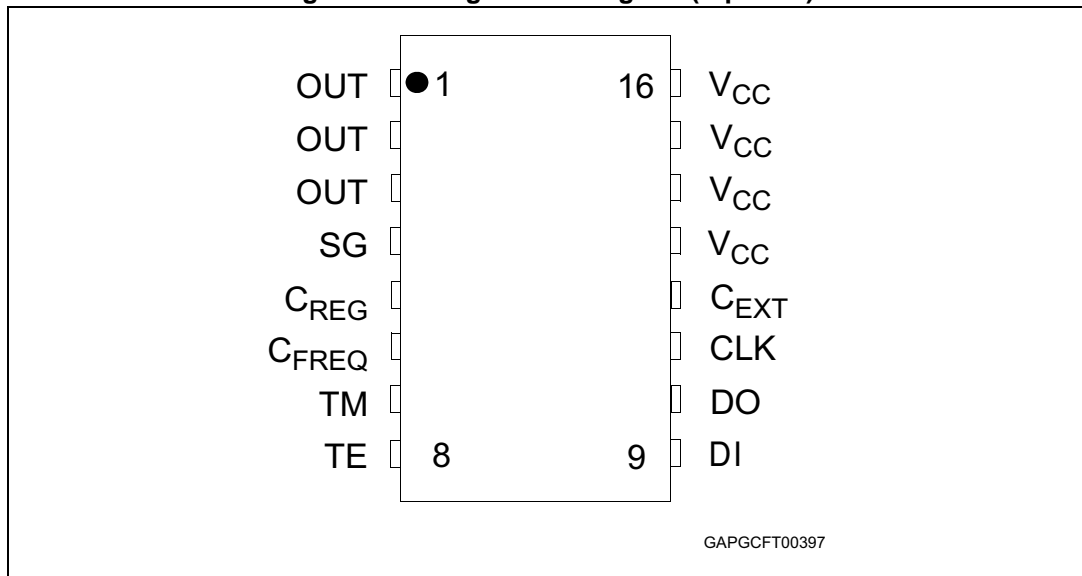 OUT 1 16 VCC
OUT VCC
OUT VCC
SG VCC
CREG CEXT
CFREQ CLK
TM DO
TE 8 9 DI
GAPGCFT00397